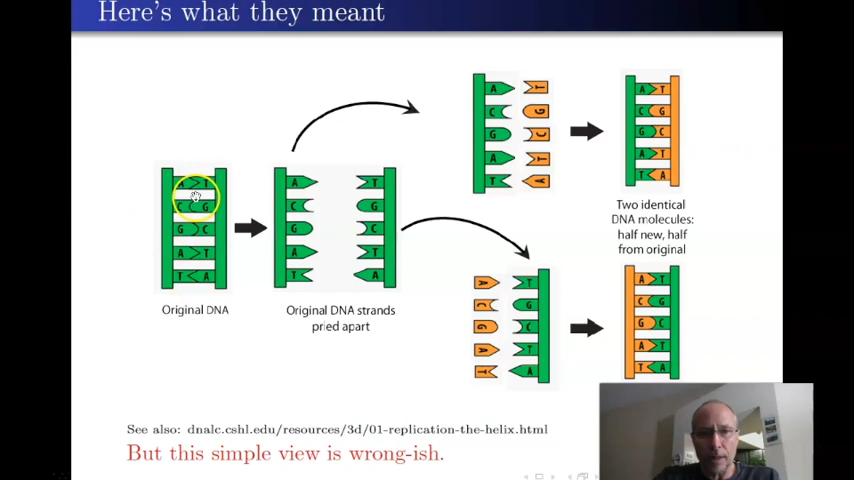 Here's what they meant
A T
C G
G C
A T
T A
Original DNA
A T
C G
G C
A T
T A
Original DNA strands
pried apart
A T
C G
G C
A T
T A
A T
C G
G C
A T
T A
Two identical
DNA molecules:
half new, half
from original
A T
C G
G C
A T
T A
A T
C G
G C
A T
T A
See also: dnalc.cshl.edu/resources/3d/01-replication-the-helix.html
But this simple view is wrong-ish.